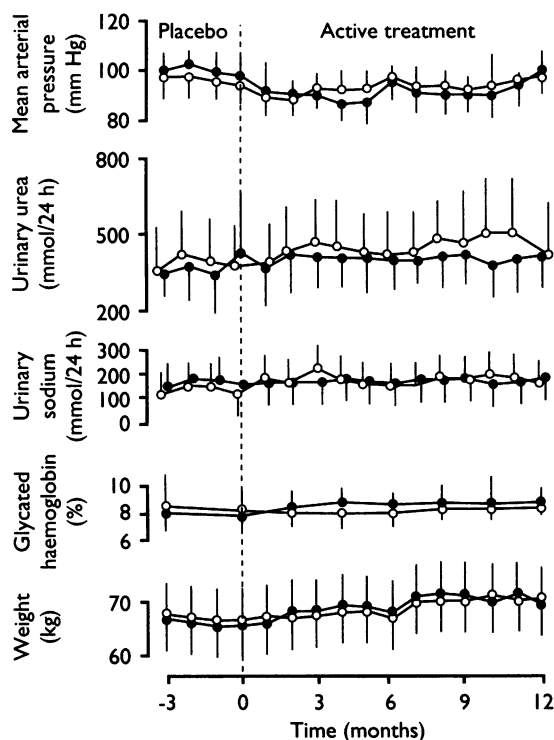 Placebo Active treatment
Mean arterial
pressure
(mm Hg)
120
100
80
Urinary urea
(mmol/24 h)
800
500
200
Urinary
sodium
(mmol/24 h)
300
200
100
0
Glycated
haemoglobin
(%)
10
8
6
Weight
(kg)
70
60
-3 0 3 6 9 12
Time (months)